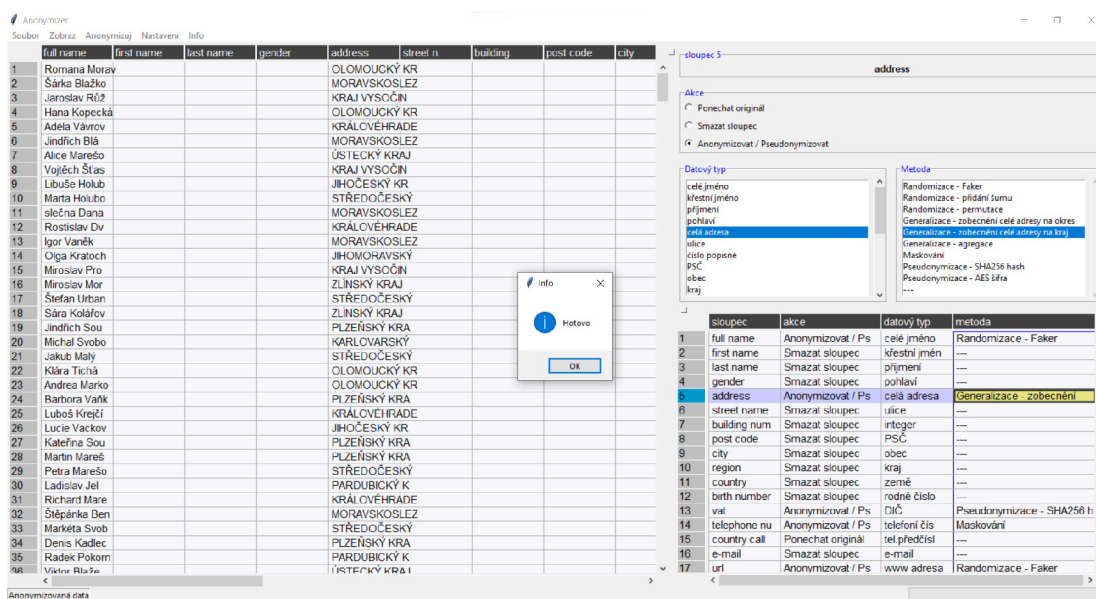 Anonymizer
Soubor Zobraz Anonymizuj Nastavení Info
full name first name last name gender address street n building post code city
1 Romana Morav OLOMOUCKÝ KR
2 Šárka Blažko MORAVSKOSLEZ
3 Jaroslav Růž KRAJ VYSOČIN
4 Hana Kopecká OLOMOUCKÝ KR
5 Adéla Vávrov KRÁLOVÉHRADE
6 Jindřich Blá MORAVSKOSLEZ
7 Alice Marešo ÚSTECKÝ KRAJ
8 Vojtěch Šťas KRAJ VYSOČIN
9 Libuše Holub JIHOČESKÝ KR
10 Marta Holubo STŘEDOČESKÝ
11 slečna Dana MORAVSKOSLEZ
12 Rostislav Dv KRÁLOVÉHRADE
13 Igor Vaněk MORAVSKOSLEZ
14 Olga Kratoch JIHOMORAVSKÝ
15 Miroslav Pro KRAJ VYSOČIN
16 Miroslav Mor ZLÍNSKÝ KRAJ
17 Štefan Urban STŘEDOČESKÝ
18 Sára Kolářov ZLÍNSKÝ KRAJ
19 Jindřich Sou PLZEŇSKÝ KRA
20 Michal Svobo KARLOVARSKÝ
21 Jakub Malý STŘEDOČESKÝ
22 Klára Tichá OLOMOUCKÝ KR
23 Andrea Marko OLOMOUCKÝ KR
24 Barbora Vaňk PLZEŇSKÝ KRA
25 Luboš Krejčí KRÁLOVÉHRADE
26 Lucie Vackov JIHOČESKÝ KR
27 Kateřina Sou PLZEŇSKÝ KRA
28 Martin Mareš PLZEŇSKÝ KRA
29 Petra Marešo STŘEDOČESKÝ
30 Ladislav Jel PARDUBICKÝ K
31 Richard Mare KRÁLOVÉHRADE
32 Štěpánka Ben MORAVSKOSLEZ
33 Markéta Svob STŘEDOČESKÝ
34 Denis Kadlec PLZEŇSKÝ KRA
35 Radek Pokorn PARDUBICKÝ K
36 Viktor Blaže ÚSTECKÝ KRAJ
Anonymizovaná data
Info
Hotovo
OK
sloupec 5
address
Akce
Ponechat originál
Smazat sloupec
Anonymizovat / Pseudonymizovat
Datový typ
celé jméno
křestní jméno
příjmení
pohlaví
celá adresa
ulice
číslo popisné
PSČ
obec
kraj
Metoda
Randomizace - Faker
Randomizace - přidání šumu
Randomizace - permutace
Generalizace - zobecnění celé adresy na okres
Generalizace - zobecnění celé adresy na kraj
Generalizace - agregace
Maskování
Pseudonymizace - SHA256 hash
Pseudonymizace - AES šifra
---
sloupec akce datový typ metoda
1 full name Anonymizovat / Ps celé jméno Randomizace - Faker
2 first name Smazat sloupec křestní jmén ---
3 last name Smazat sloupec příjmení ---
4 gender Smazat sloupec pohlaví ---
5 address Anonymizovat / Ps celá adresa Generalizace - zobecnění
6 street name Smazat sloupec ulice ---
7 building num Smazat sloupec integer ---
8 post code Smazat sloupec PSČ ---
9 city Smazat sloupec obec ---
10 region Smazat sloupec kraj ---
11 country Smazat sloupec země ---
12 birth number Smazat sloupec rodné číslo ---
13 vat Anonymizovat / Ps DIČ Pseudonymizace - SHA256 h
14 telephone nu Anonymizovat / Ps telefoní čís Maskování
15 country call Ponechat originál tel.předčísl ---
16 e-mail Smazat sloupec e-mail ---
17 url Anonymizovat / Ps www adresa Randomizace - Faker